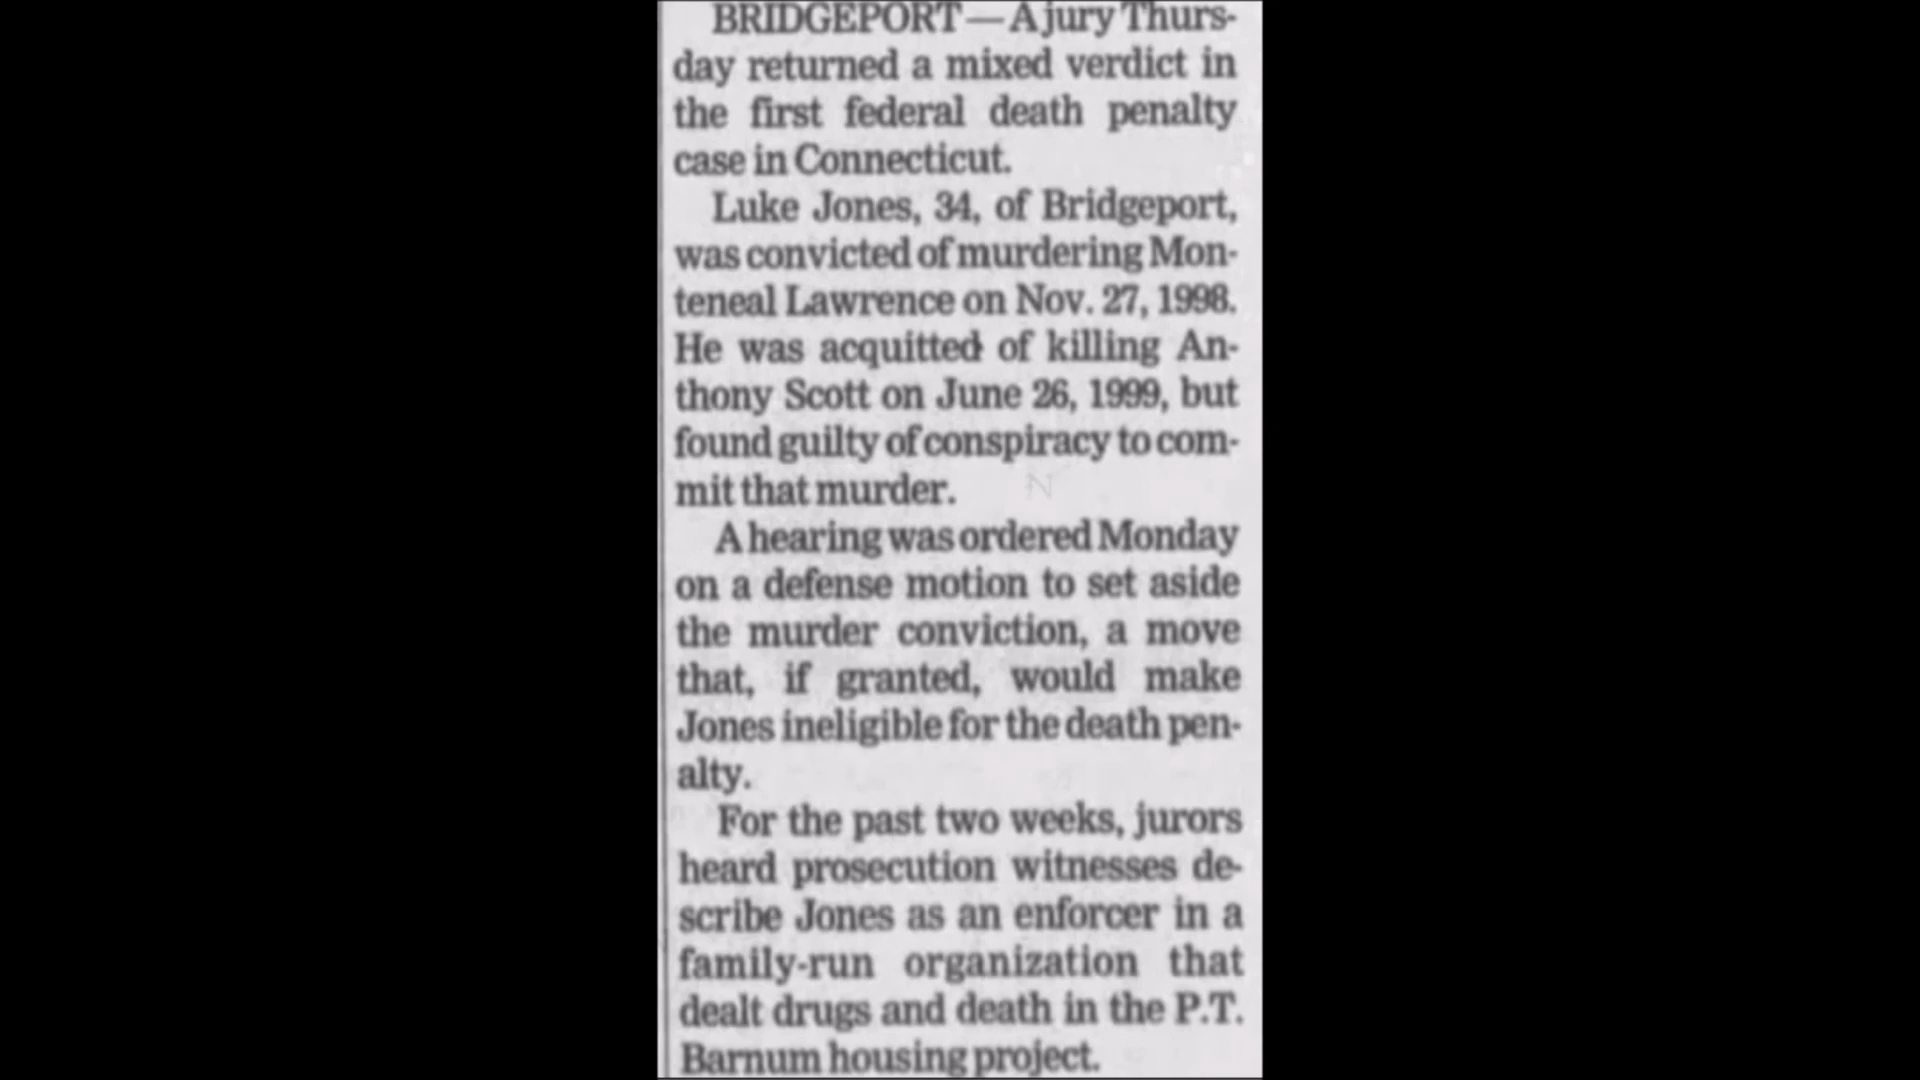 BRIDGEPORT — A jury Thurs-
day returned a mixed verdict in
the first federal death penalty
case in Connecticut.
Luke Jones, 34, of Bridgeport,
was convicted of murdering Mon-
teneal Lawrence on Nov. 27, 1998.
He was acquitted of killing An-
thony Scott on June 26, 1999, but
found guilty of conspiracy to com-
mit that murder.
A hearing was ordered Monday
on a defense motion to set aside
the murder conviction, a move
that, if granted, would make
Jones ineligible for the death pen-
alty.
For the past two weeks, jurors
heard prosecution witnesses de-
scribe Jones as an enforcer in a
family-run organization that
dealt drugs and death in the P.T.
Barnum housing project.